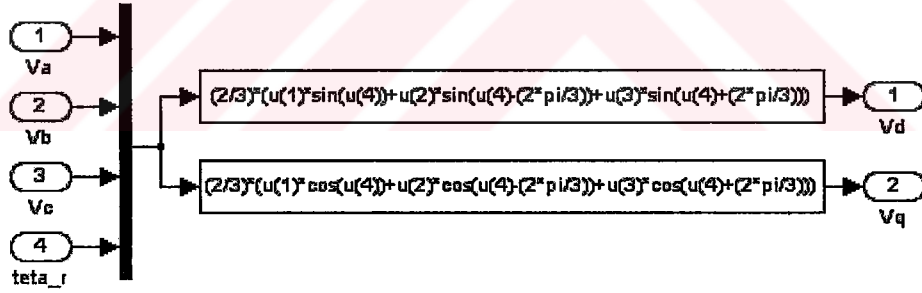 1
Va
2
Vb
3
Vc
4
teta_r
(2/3)*(u(1)*sin(u(4))+u(2)*sin(u(4)-(2*pi/3))+u(3)*sin(u(4)+(2*pi/3)))
(2/3)*(u(1)*cos(u(4))+u(2)*cos(u(4)-(2*pi/3))+u(3)*cos(u(4)+(2*pi/3)))
1
Vd
2
Vq